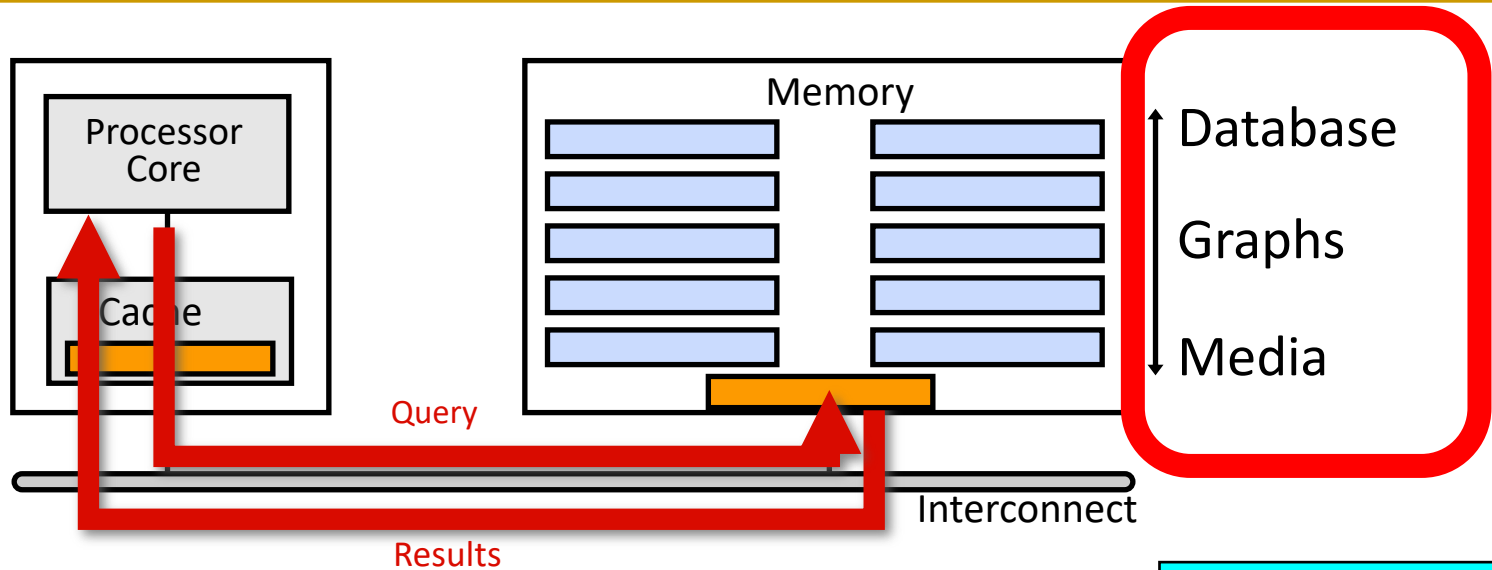 Processor
Core
Cache
Memory
Database
Graphs
Media
Query
Interconnect
Results